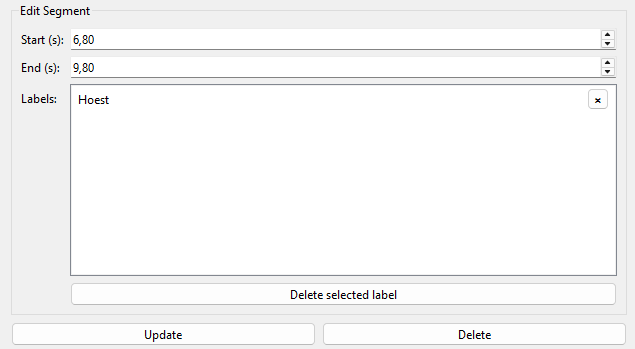 Edit Segment
Start (s): 6,80
End (s): 9,80
Labels: Hoest
×
Delete selected label
Update Delete